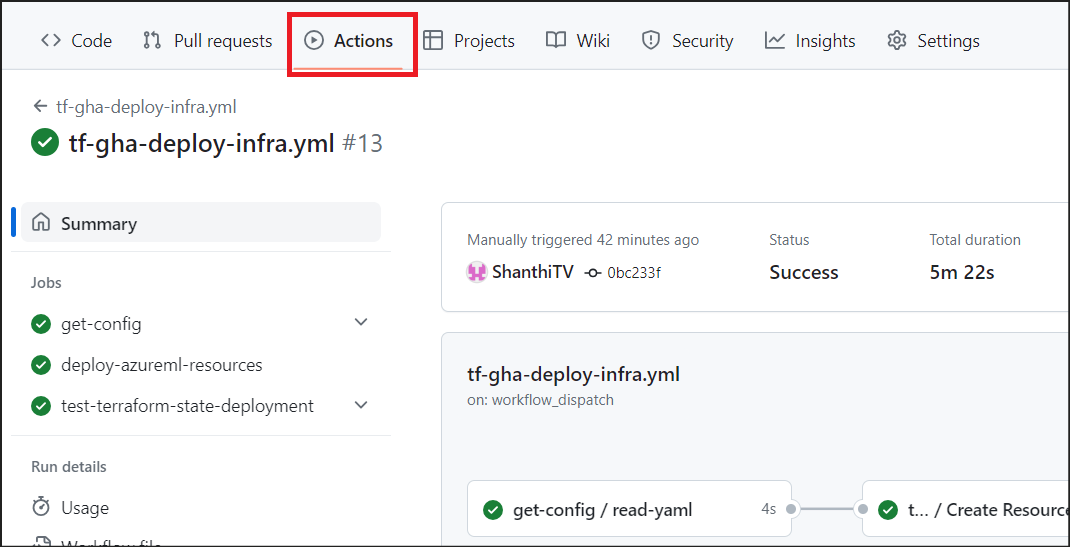 Code Pull requests Actions Projects Wiki Security Insights Settings
tf-gha-deploy-infra.yml
tf-gha-deploy-infra.yml #13
Summary
Jobs
get-config
deploy-azureml-resources
test-terraform-state-deployment
Run details
Usage
Workflow file
Manually triggered 42 minutes ago Status Total duration
ShanthiTV 0bc233f Success 5m 22s
tf-gha-deploy-infra.yml
on: workflow_dispatch
get-config / read-yaml 4s t... / Create Resource